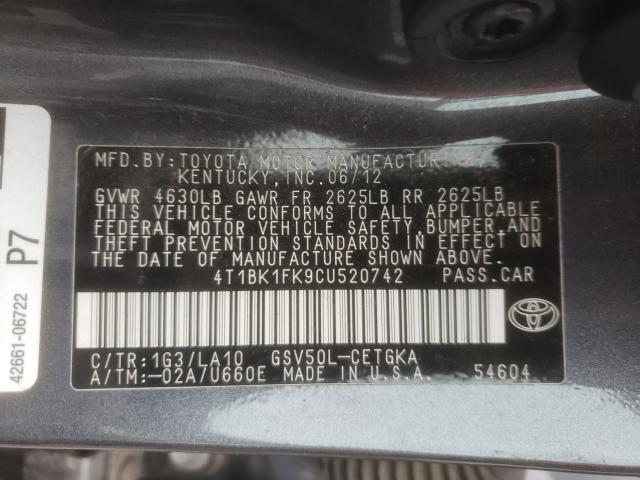 MFD.BY:TOYOTA MOTOR MANUFACTURING
KENTUCKY, INC. 06/12
GVWR 4630LB GAWR FR 2625LB RR 2625LB
THIS VEHICLE CONFORMS TO ALL APPLICABLE
FEDERAL MOTOR VEHICLE SAFETY, BUMPER, AND
THEFT PREVENTION STANDARDS IN EFFECT ON
THE DATE OF MANUFACTURE SHOWN ABOVE.
4T1BK1FK9CU520742 PASS.CAR
C/TR:1G3/LA10 GSV50L-CETGKA
A/TM:-02A/U660E MADE IN U.S.A. 54604
TOYOTA
P7
42661-06722